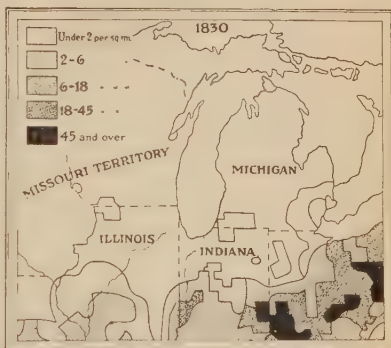 1830
Under 2 per sq.m.
2-6
6-18 " "
18-45 " "
45 and over
MISSOURI TERRITORY
MICHIGAN
ILLINOIS
INDIANA